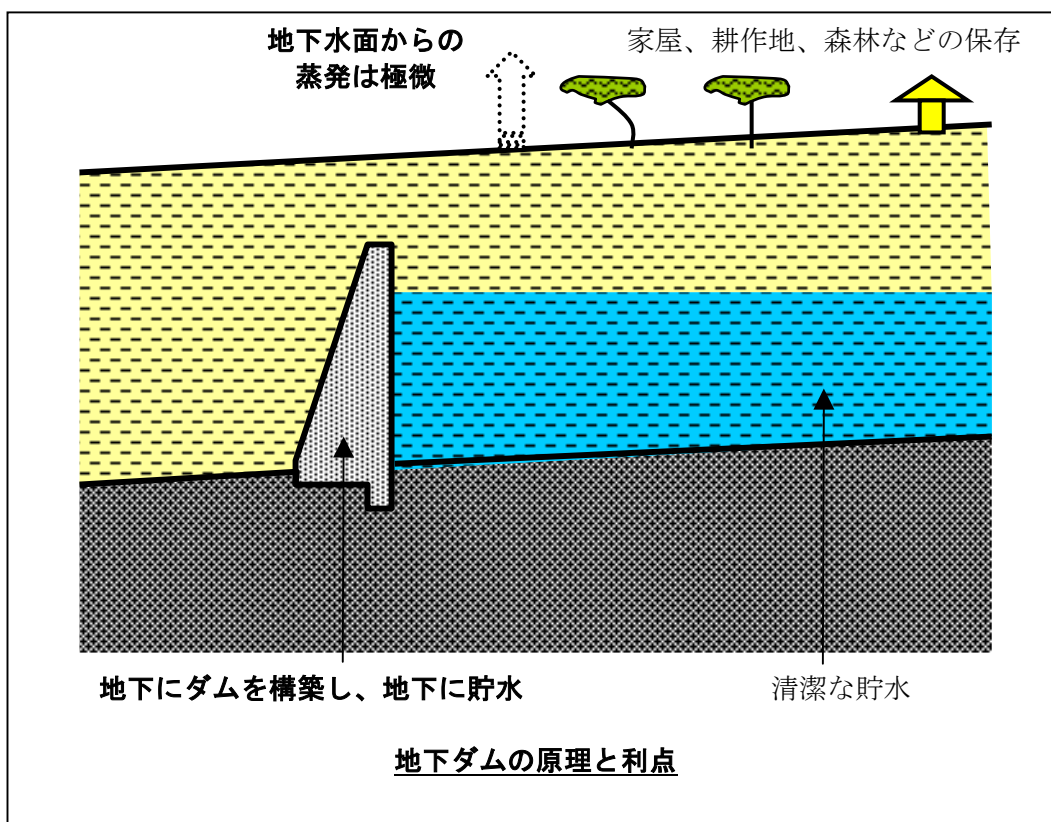 地下水面からの
蒸発は極微
家屋、耕作地、森林などの保存
地下にダムを構築し、地下に貯水
清潔な貯水
地下ダムの原理と利点